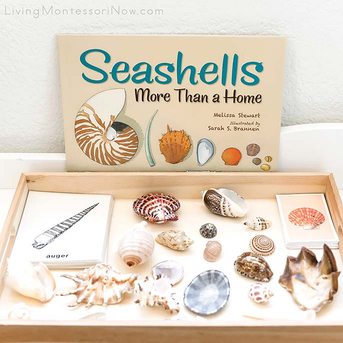 LivingMontessoriNow.com
Seashells
More Than a Home
Melissa Stewart
Illustrated by
Sarah S. Brannen
auger